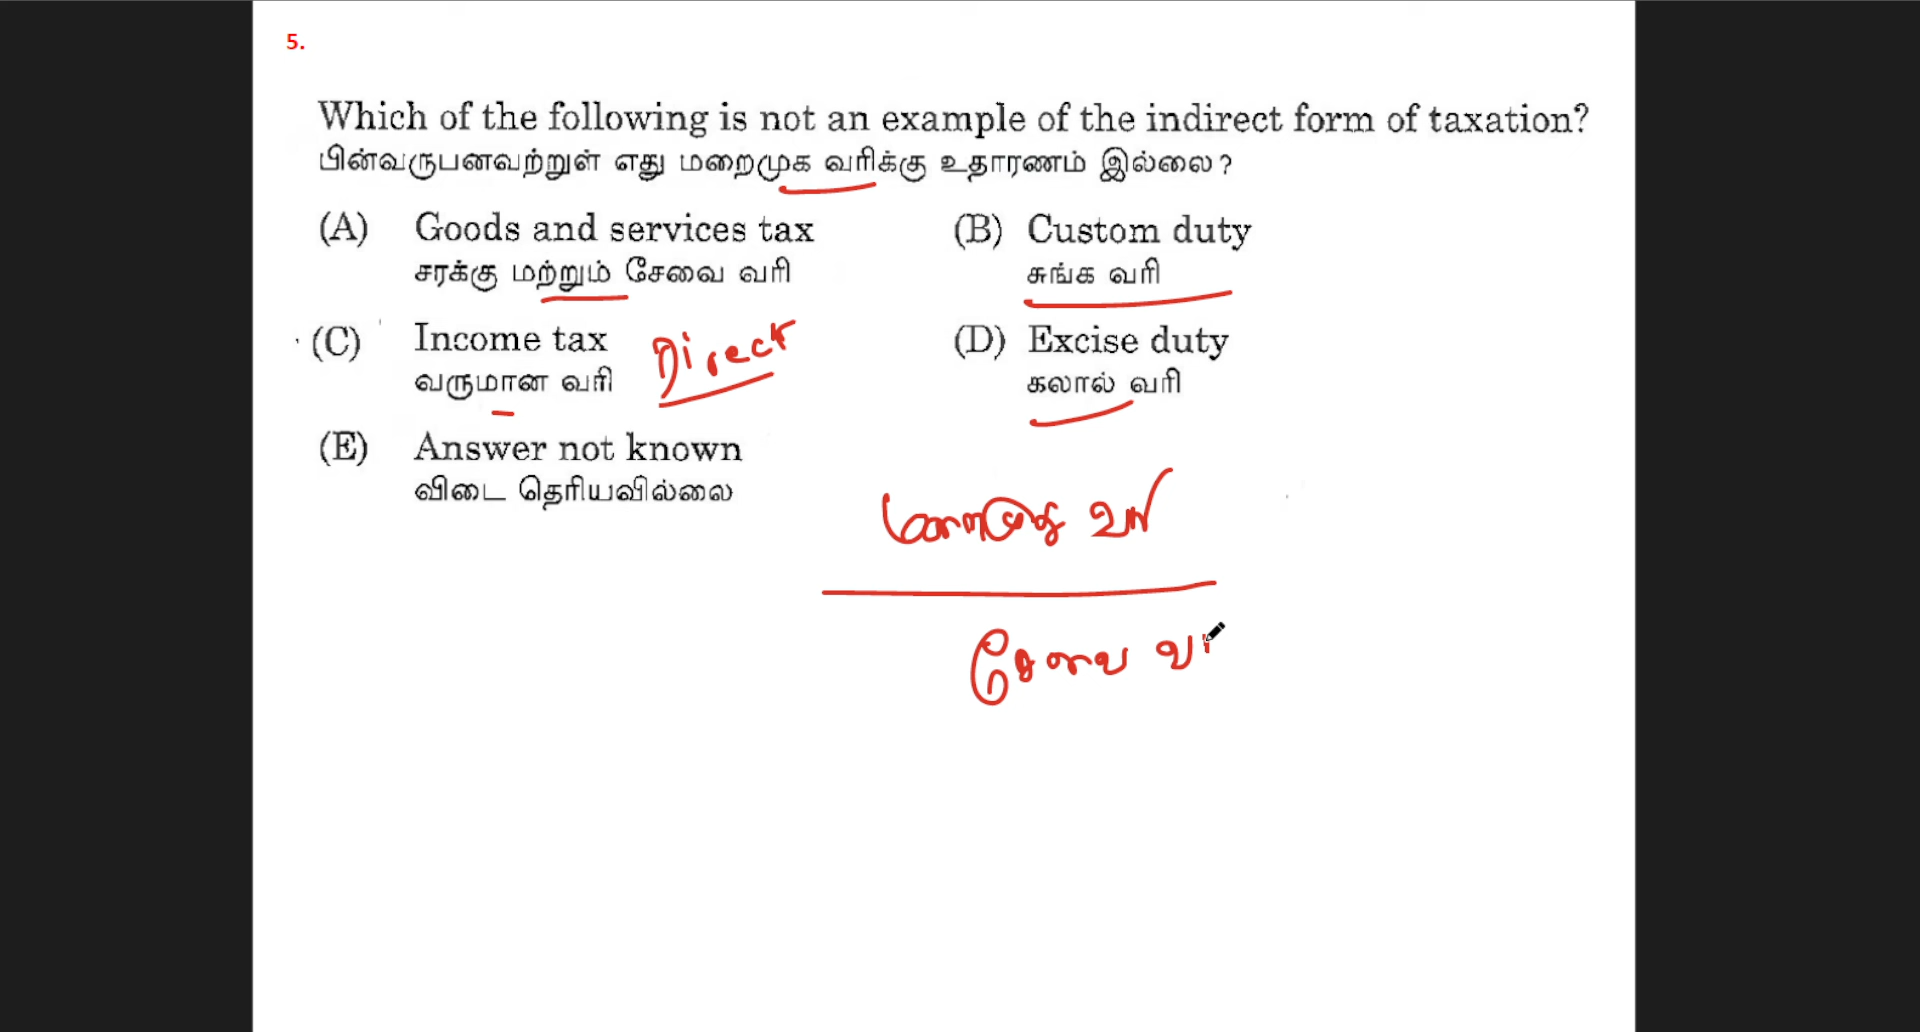 5.
Which of the following is not an example of the indirect form of taxation?
பின்வருபனவற்றுள் எது மறைமுக வரிக்கு உதாரணம் இல்லை?
(A) Goods and services tax
சரக்கு மற்றும் சேவை வரி
(B) Custom duty
சுங்க வரி
(C) Income tax
வருமான வரி
Direct
(D) Excise duty
கலால் வரி
(E) Answer not known
விடை தெரியவில்லை
வரி
சேவை